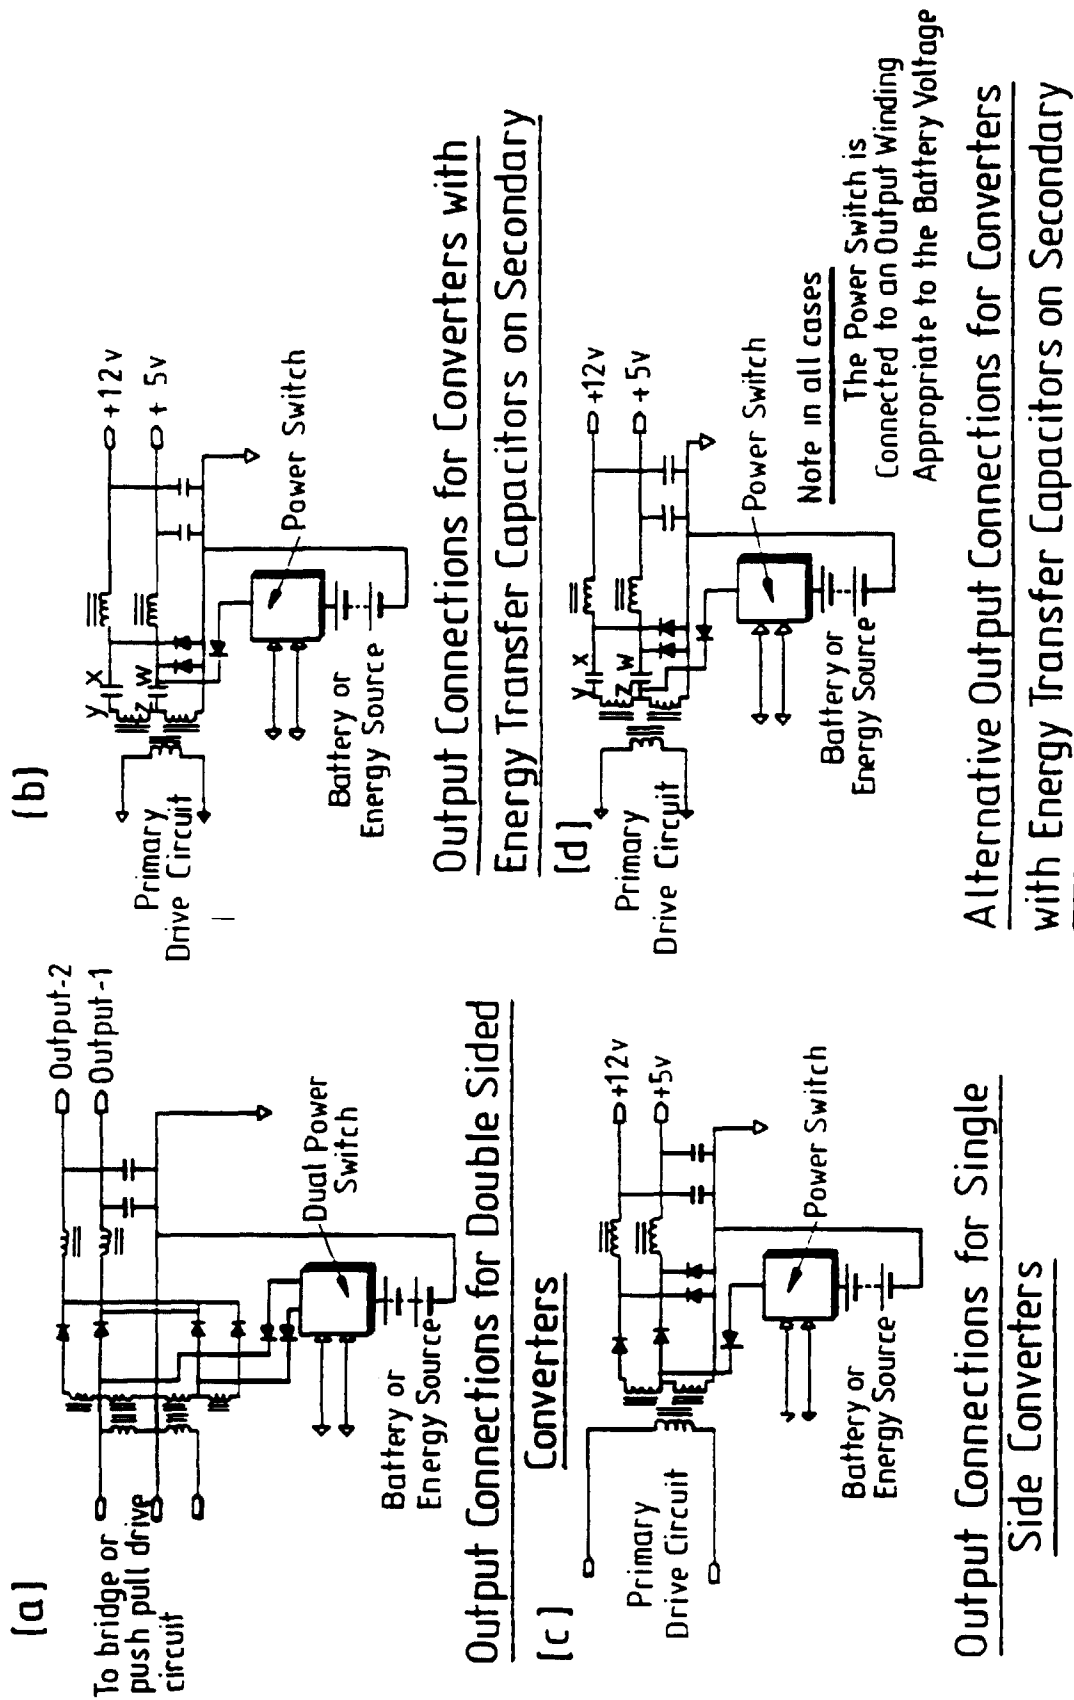 (a)
To bridge or
push pull drive
circuit
Output-2
Output-1
Dual Power
Switch
Battery or
Energy Source
Output Connections for Double Sided
Converters
(b)
Primary
Drive Circuit
y x
z w
+12v
+ 5v
Power Switch
Battery or
Energy Source
Output Connections for Converters with
Energy Transfer Capacitors on Secondary
[c]
Primary
Drive Circuit
+12v
+5v
Power Switch
Battery or
Energy Source
Output Connections for Single
Side Converters
[d]
Primary
Drive Circuit
y x
z w
+12v
+ 5v
Power Switch
Battery or
Energy Source
Note in all cases
The Power Switch is
Connected to an Output Winding
Appropriate to the Battery Voltage
Alternative Output Connections for Converters
with Energy Transfer Capacitors on Secondary